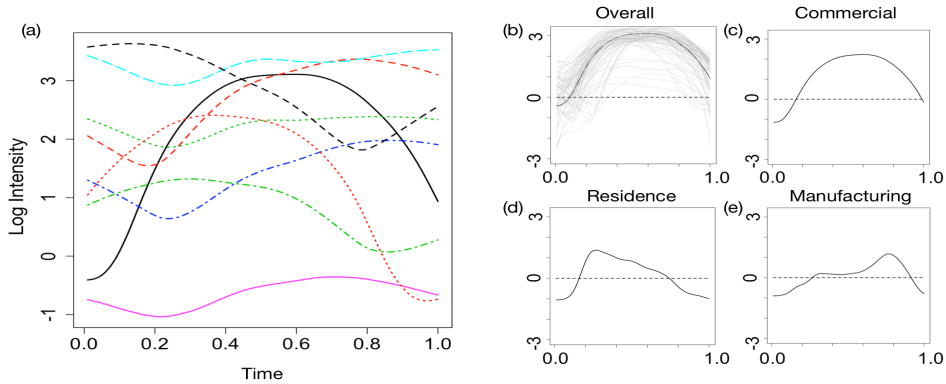 (a)
Log Intensity
3
2
1
0
-1
0.0 0.2 0.4 0.6 0.8 1.0
Time
(b) Overall
3
0
-3
0.0 1.0
(c) Commercial
3
0
-3
0.0 1.0
(d) Residence
3
0
-3
0.0 1.0
(e) Manufacturing
3
0
-3
0.0 1.0